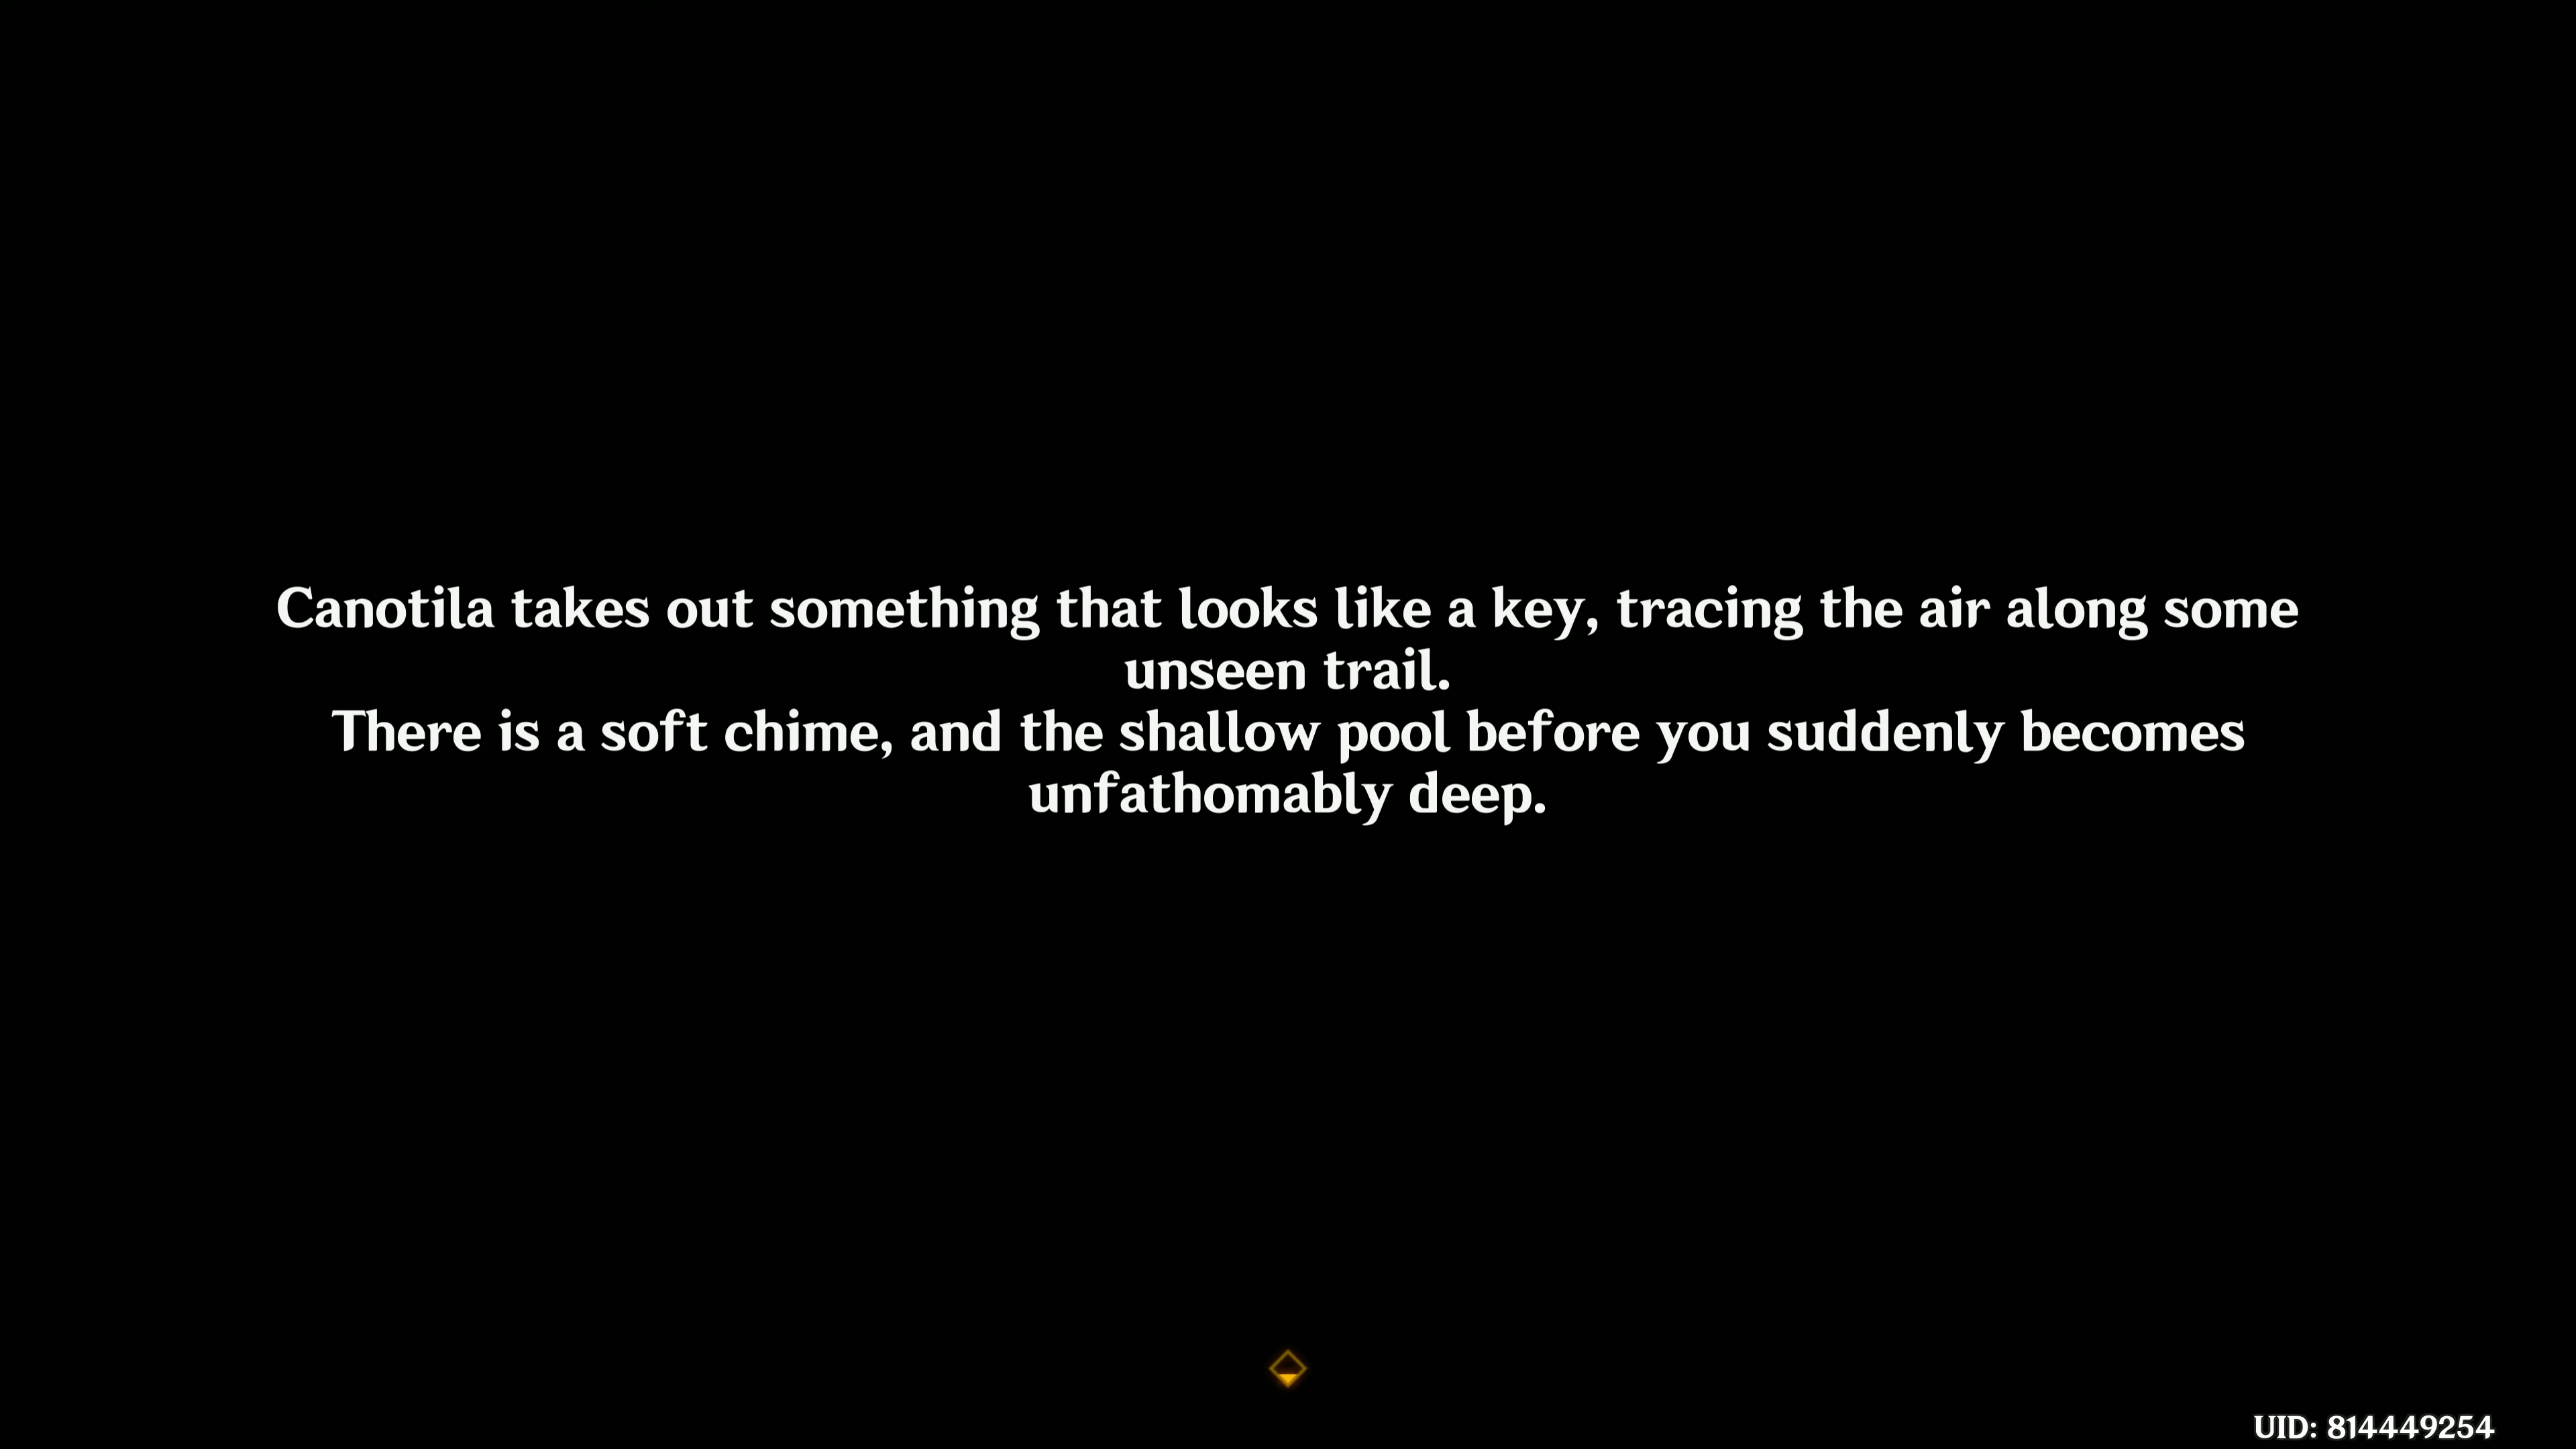 Canotila takes out something that looks like a key, tracing the air along some
unseen trail.
There is a soft chime, and the shallow pool before you suddenly becomes
unfathomably deep.
UID: 814449254